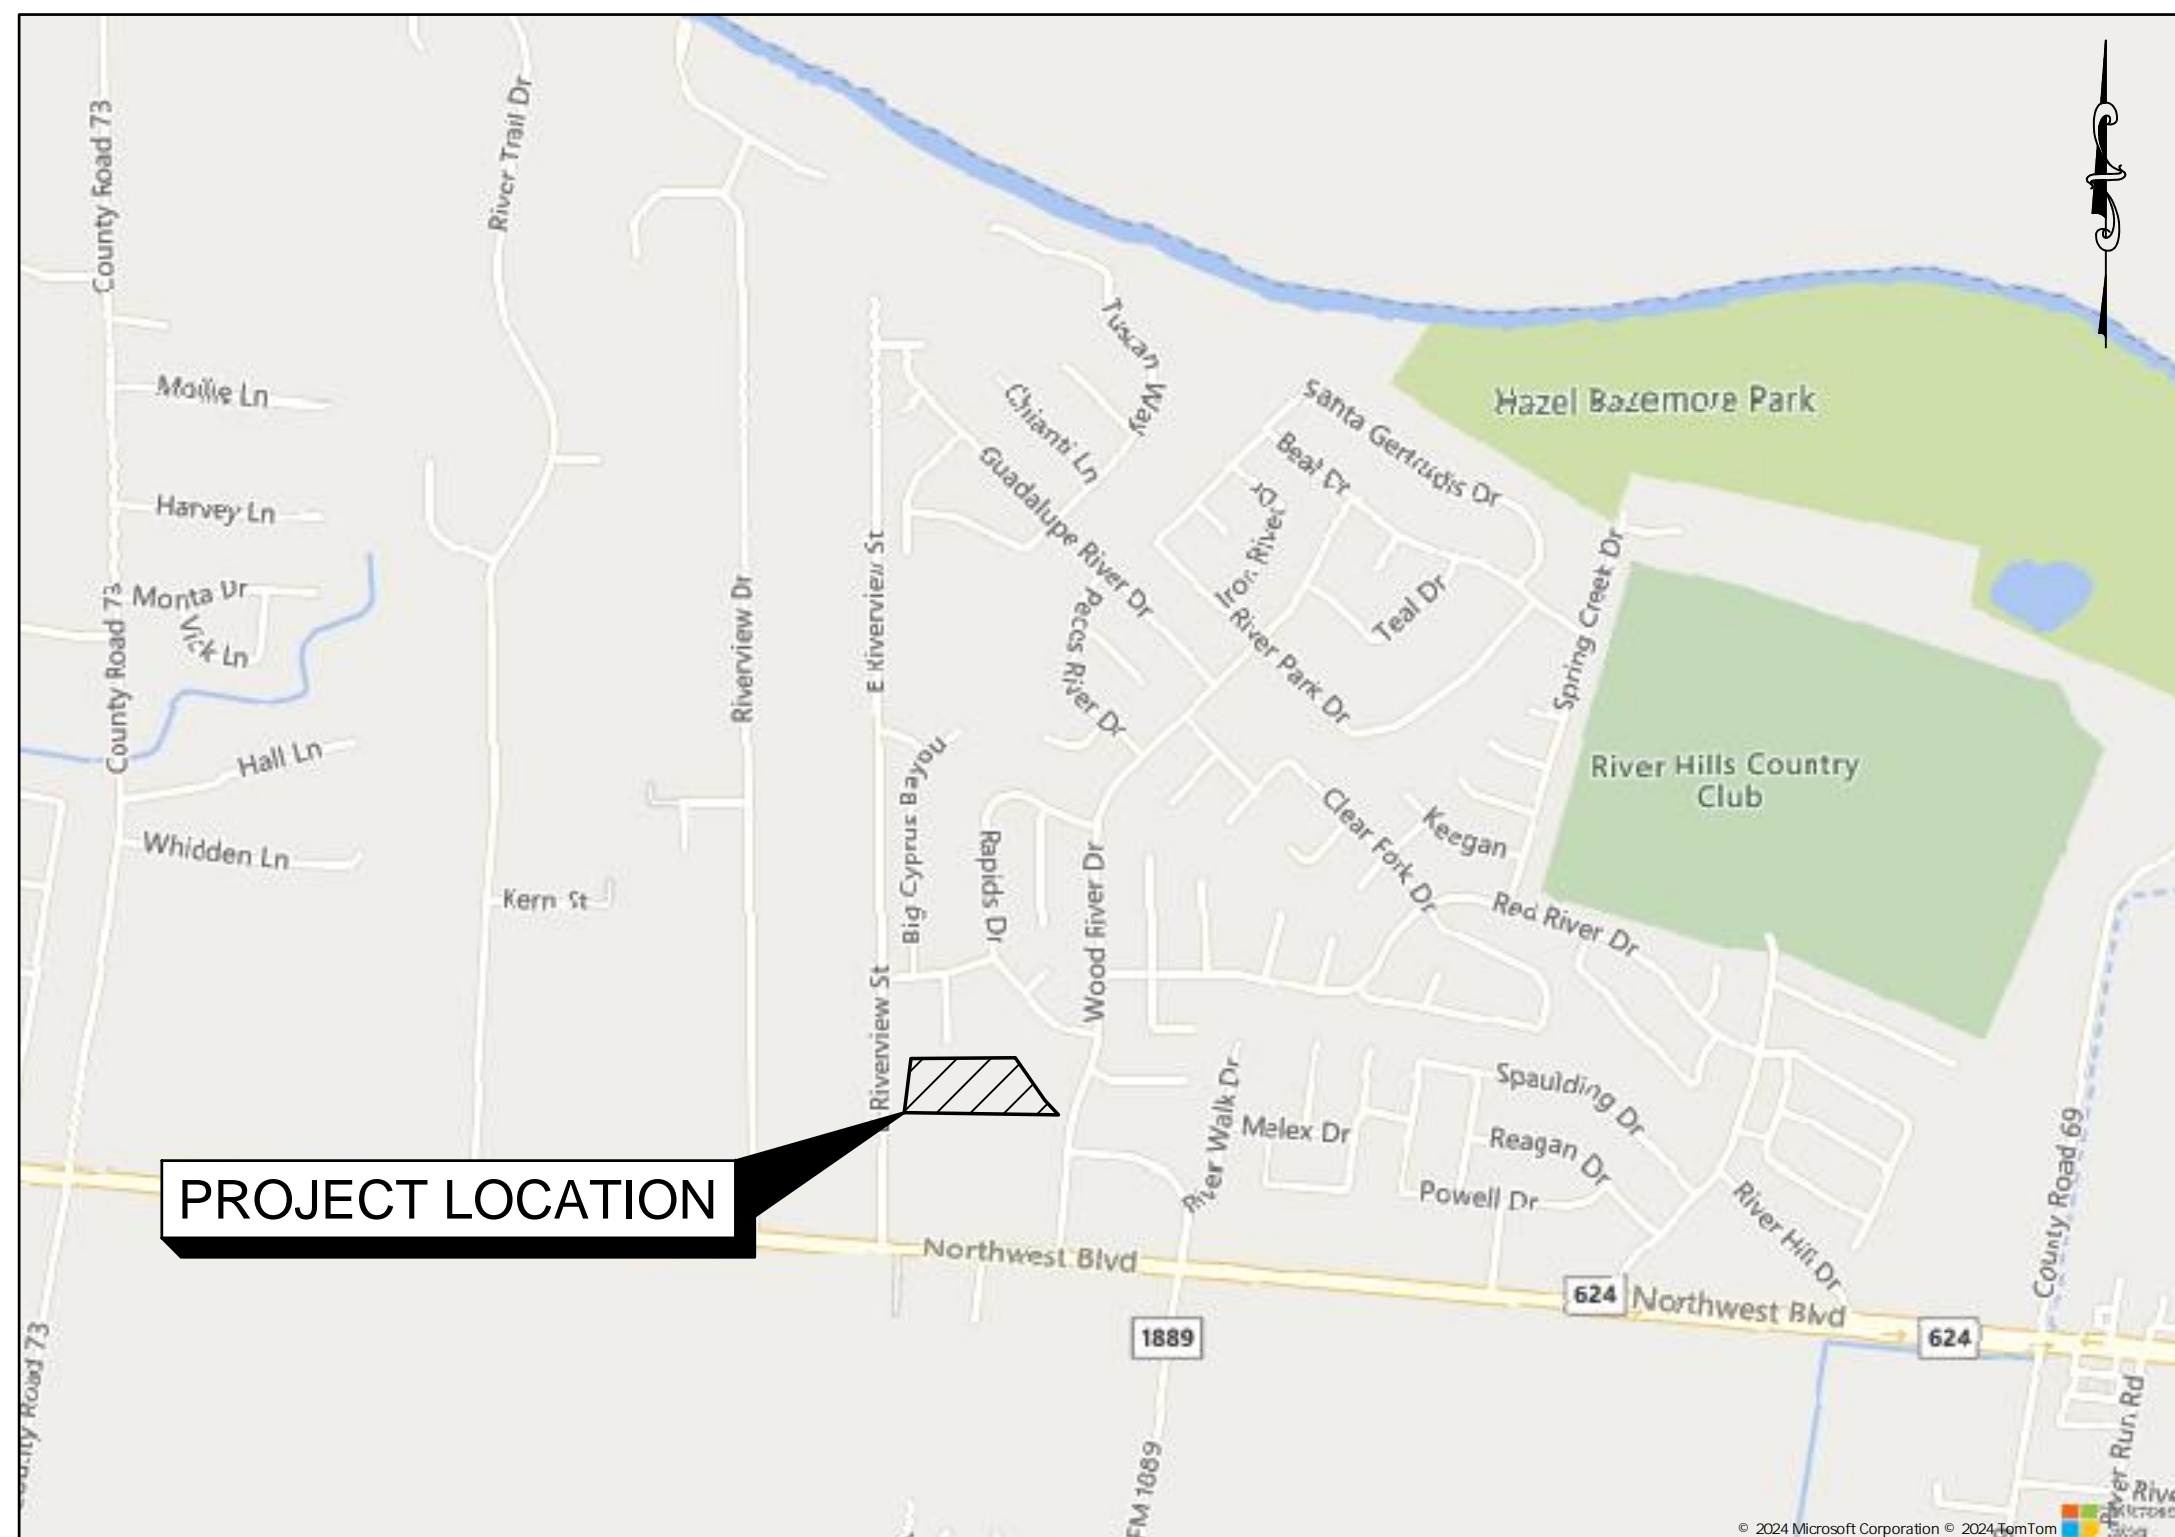 County Road 73
River Trail Dr
Tuscan Way
Mollie Ln
Chianti Ln
Santa Gertrudis Dr
Hazel Bazemore Park
Beal Dr
Guadalupe River Dr
Iron River Dr
Harvey Ln
E Riverview St
Riverview Dr
Monta Dr
Vick Ln
County Road 73
Pecos River Dr
River Park Dr
Teal Dr
Spring Creek Dr
Hall Ln
Big Cyprus Bayou
River Hills Country
Club
Whidden Ln
Rapids Dr
Wood River Dr
Clear Fork Dr
Keegan
Kern St
Red River Dr
Riverview St
River Walk Dr
Melex Dr
Spaulding Dr
Reagan Dr
Powell Dr
River Hill Dr
County Road 69
PROJECT LOCATION
Northwest Blvd
624
Northwest Blvd
624
1889
County Road 73
FM 1889
River Run Rd
© 2024 Microsoft Corporation © 2024 TomTom